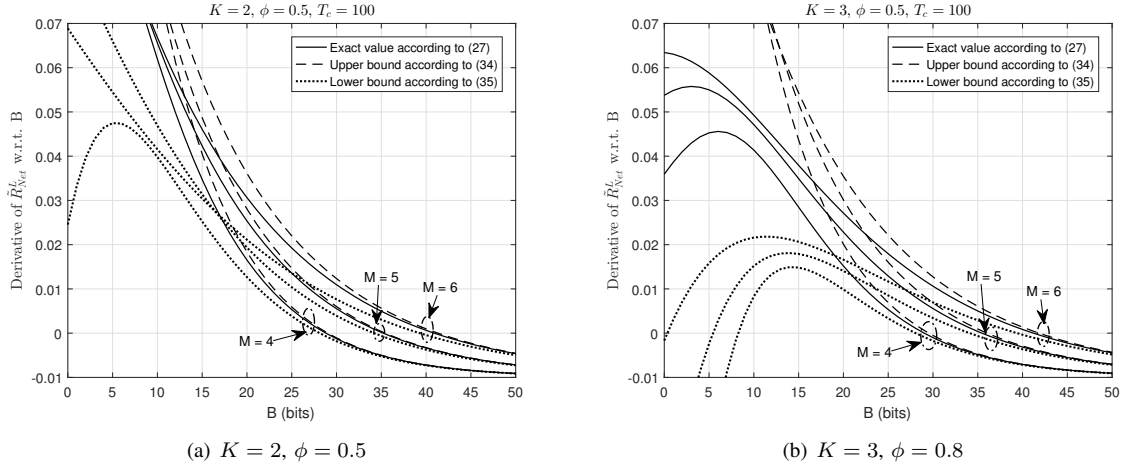 K = 2, ϕ = 0.5, T_c = 100
0.07
0.06
0.05
0.04
0.03
0.02
0.01
0
-0.01
Derivative of R̃^L_Net w.r.t. B
Exact value according to (27)
Upper bound according to (34)
Lower bound according to (35)
M = 5
M = 6
M = 4
0 5 10 15 20 25 30 35 40 45 50
B (bits)
(a) K = 2, ϕ = 0.5
K = 3, ϕ = 0.5, T_c = 100
0.07
0.06
0.05
0.04
0.03
0.02
0.01
0
-0.01
Derivative of R̃^L_Net w.r.t. B
Exact value according to (27)
Upper bound according to (34)
Lower bound according to (35)
M = 5
M = 6
M = 4
0 5 10 15 20 25 30 35 40 45 50
B (bits)
(b) K = 3, ϕ = 0.8